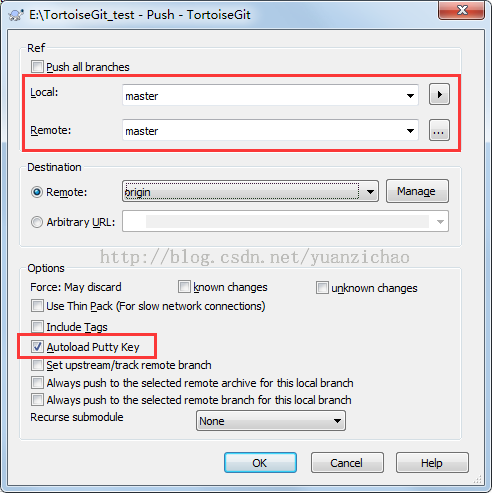 E:\TortoiseGit_test - Push - TortoiseGit
Ref
Push all branches
Local:
master
Remote:
master
...
Destination
Remote:
origin
Manage
Arbitrary URL:
http://blog.csdn.net/yuanzichao
Options
Force: May discard
known changes
unknown changes
Use Thin Pack (For slow network connections)
Include Tags
Autoload Putty Key
Set upstream/track remote branch
Always push to the selected remote archive for this local branch
Always push to the selected remote branch for this local branch
Recurse submodule
None
OK
Cancel
Help